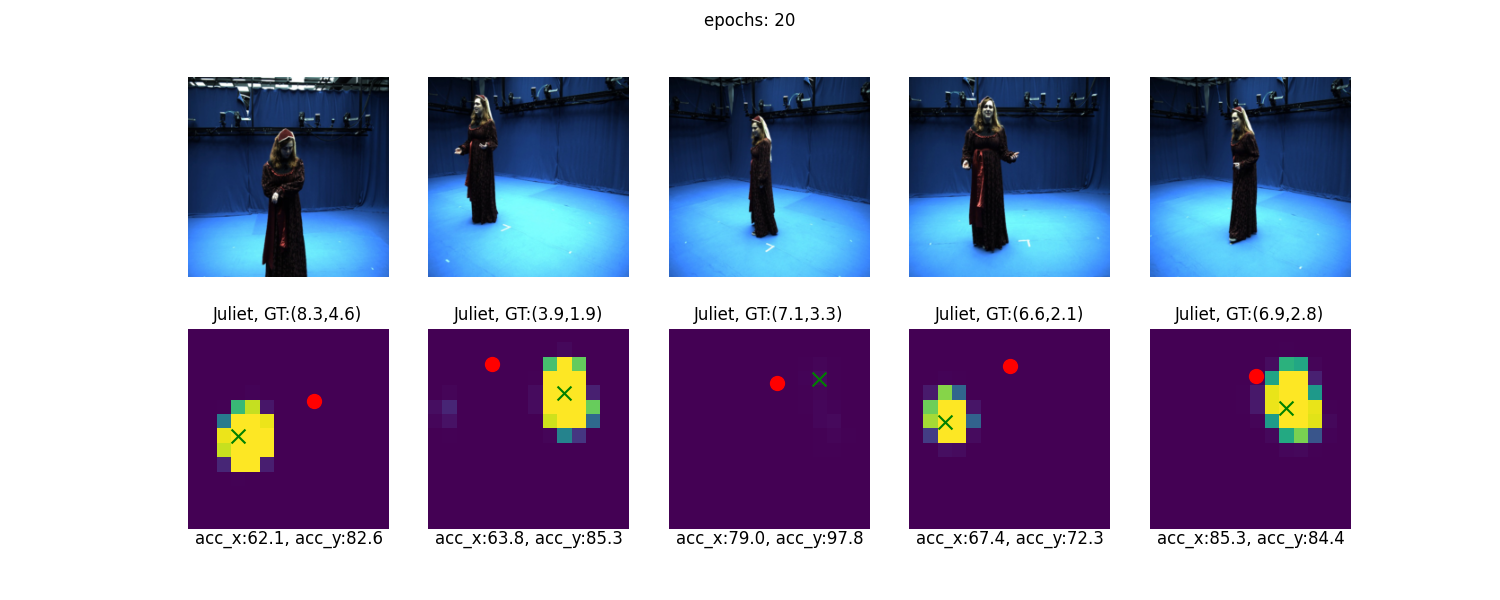 epochs: 20
Juliet, GT:(8.3,4.6)
Juliet, GT:(3.9,1.9)
Juliet, GT:(7.1,3.3)
Juliet, GT:(6.6,2.1)
Juliet, GT:(6.9,2.8)
acc_x:62.1, acc_y:82.6
acc_x:63.8, acc_y:85.3
acc_x:79.0, acc_y:97.8
acc_x:67.4, acc_y:72.3
acc_x:85.3, acc_y:84.4